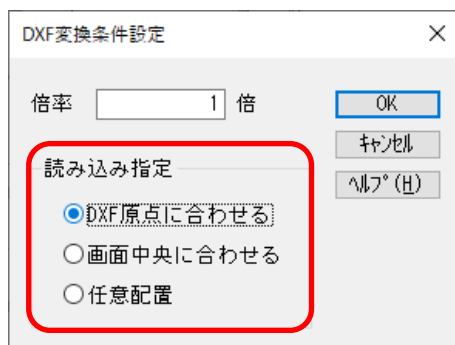 DXF変換条件設定
倍率 1 倍
OK
キャンセル
ヘルプ(H)
読み込み指定
DXF原点に合わせる
画面中央に合わせる
任意配置